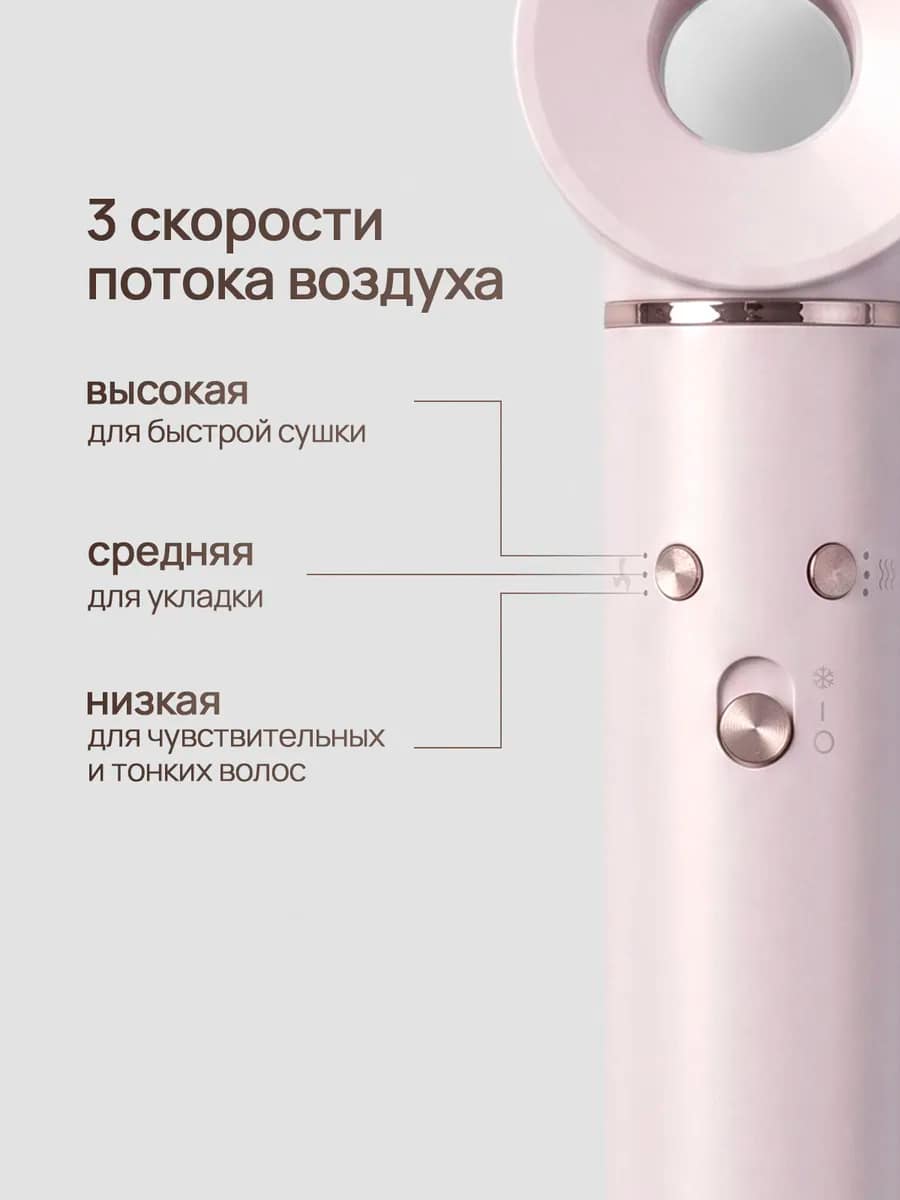 3 скорости
потока воздуха
высокая
для быстрой сушки
средняя
для укладки
низкая
для чувствительных
и тонких волос